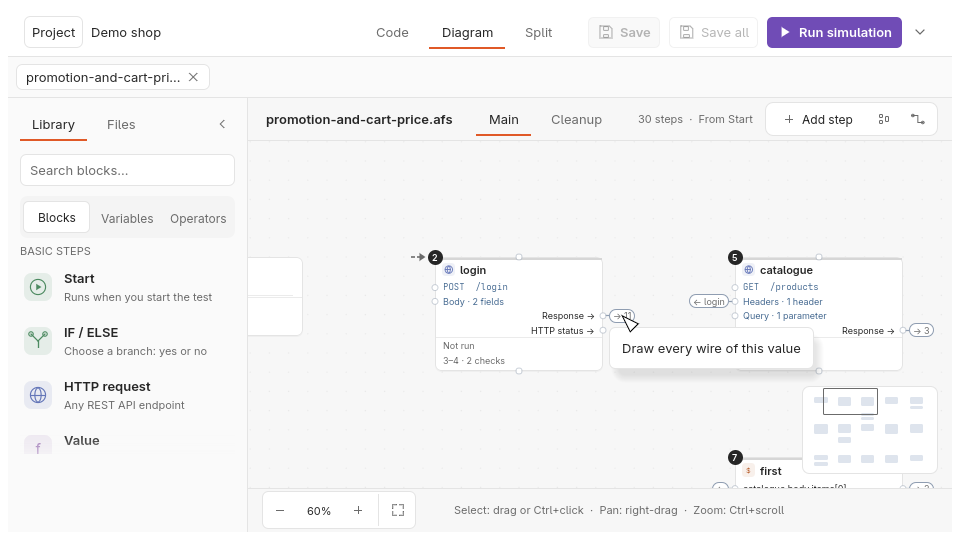 Project Demo shop Code Diagram Split Save Save all Run simulation
promotion-and-cart-pri...
Library Files
promotion-and-cart-price.afs Main Cleanup 30 steps · From Start Add step
Search blocks...
Blocks Variables Operators
BASIC STEPS
Start
Runs when you start the test
IF / ELSE
Choose a branch: yes or no
HTTP request
Any REST API endpoint
Value
2 login
POST /login
Body · 2 fields
Response →
→ 11
HTTP status →
Not run
3–4 · 2 checks
5 catalogue
GET /products
← login
Headers · 1 header
Query · 1 parameter
Response →
→ 3
Draw every wire of this value
7 first
60%
Select: drag or Ctrl+click · Pan: right-drag · Zoom: Ctrl+scroll